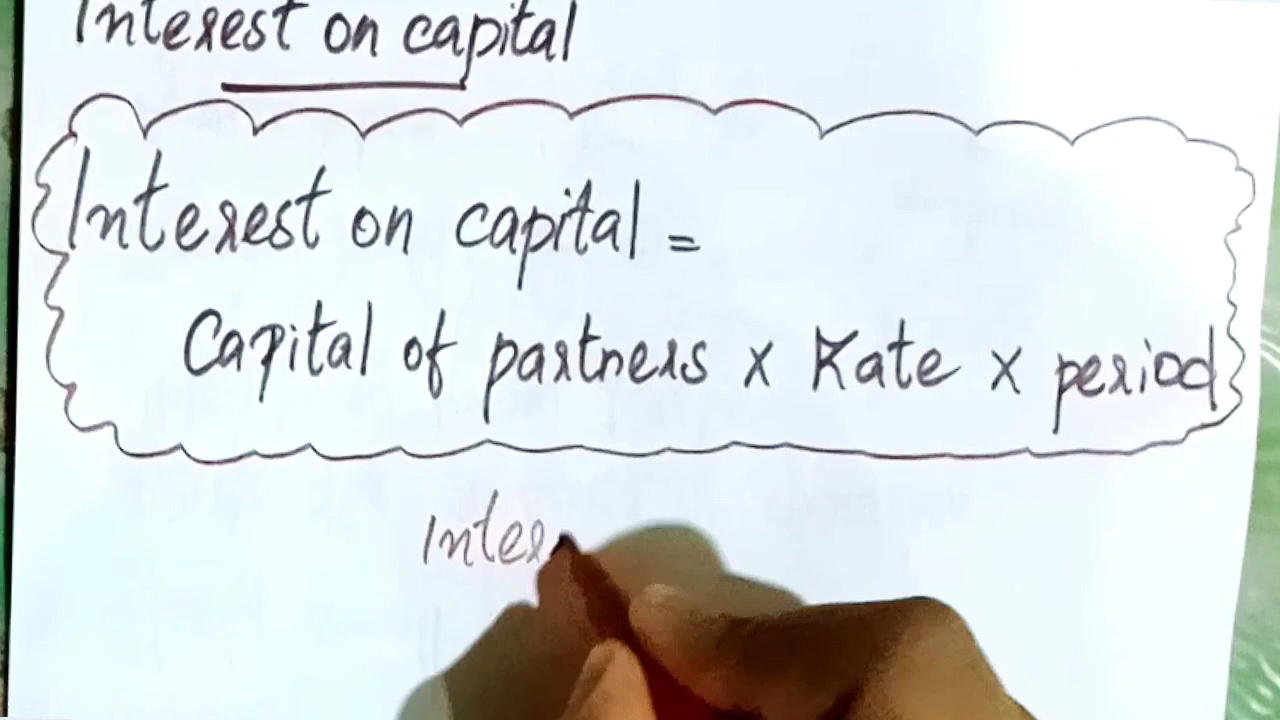 Interest on capital
Interest on capital =
Capital of partners x Rate x period
Inter